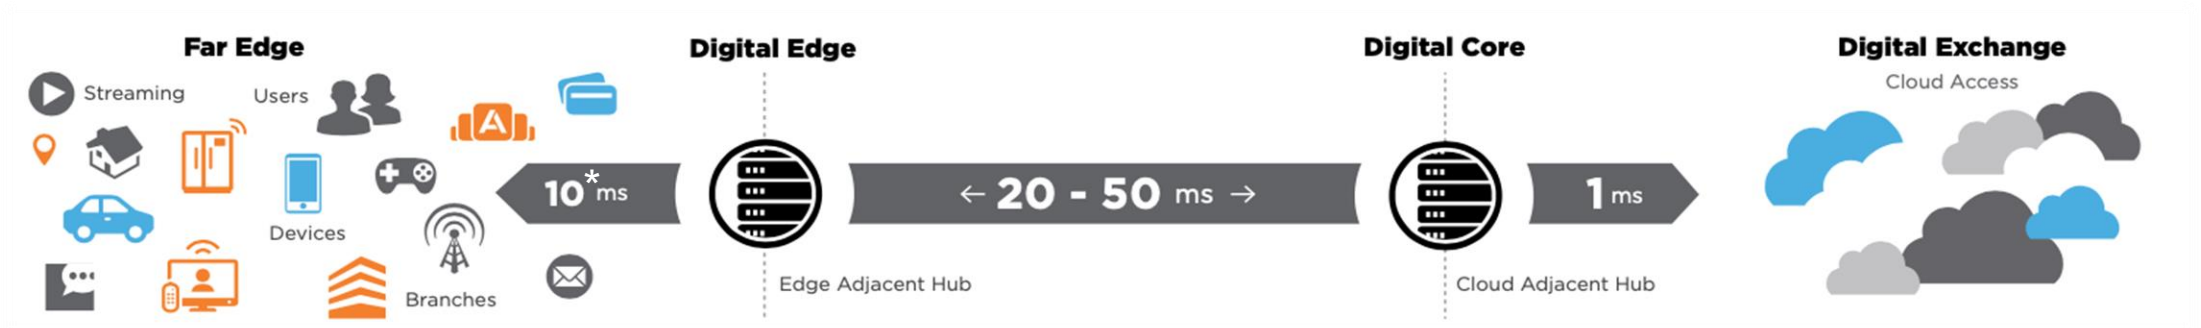 Far Edge
Streaming
Users
A
Devices
Branches
10* ms
Digital Edge
Edge Adjacent Hub
← 20 - 50 ms →
Digital Core
Cloud Adjacent Hub
1 ms
Digital Exchange
Cloud Access